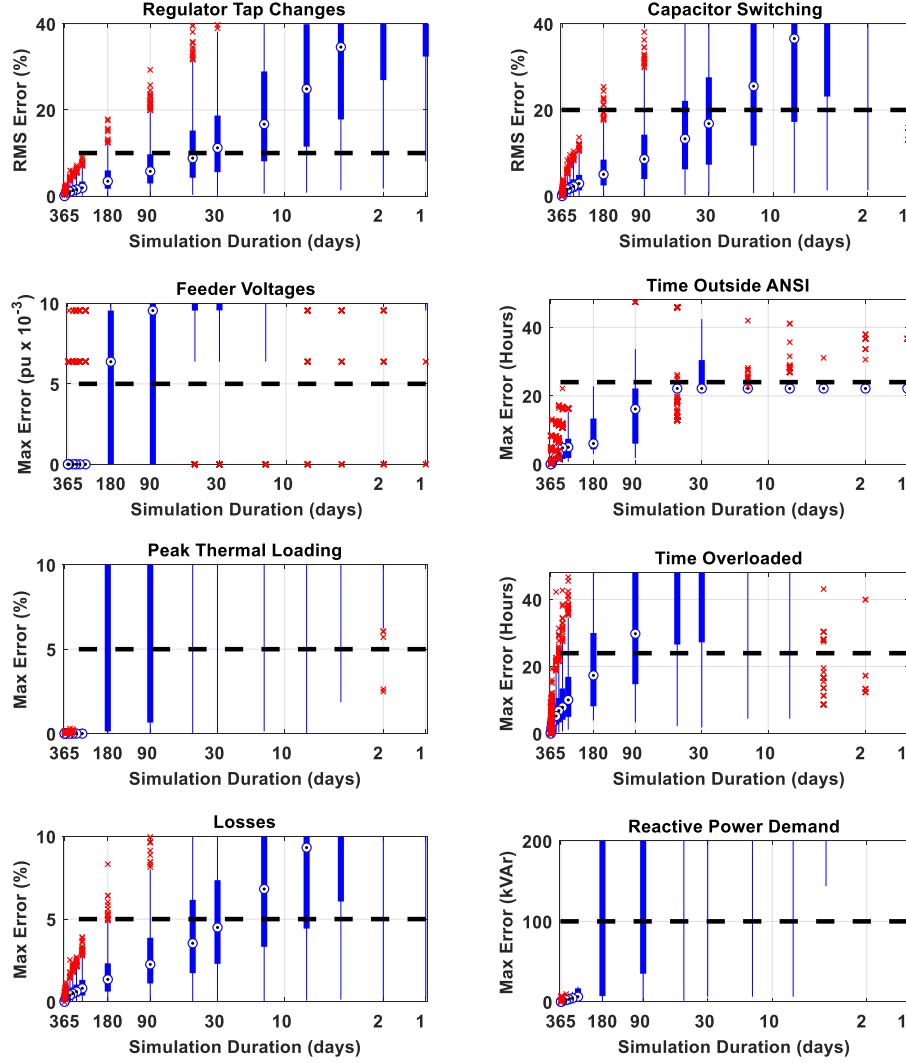 Regulator Tap Changes
RMS Error (%)
40
20
0
365 180 90 30 10 2 1
Simulation Duration (days)
Capacitor Switching
RMS Error (%)
40
20
0
365 180 90 30 10 2 1
Simulation Duration (days)
Feeder Voltages
Max Error (pu x 10⁻³)
10
5
0
365 180 90 30 10 2 1
Simulation Duration (days)
Time Outside ANSI
Max Error (Hours)
40
20
0
365 180 90 30 10 2 1
Simulation Duration (days)
Peak Thermal Loading
Max Error (%)
10
5
0
365 180 90 30 10 2 1
Simulation Duration (days)
Time Overloaded
Max Error (Hours)
40
20
0
365 180 90 30 10 2 1
Simulation Duration (days)
Losses
Max Error (%)
10
5
0
365 180 90 30 10 2 1
Simulation Duration (days)
Reactive Power Demand
Max Error (kVAr)
200
100
0
365 180 90 30 10 2 1
Simulation Duration (days)